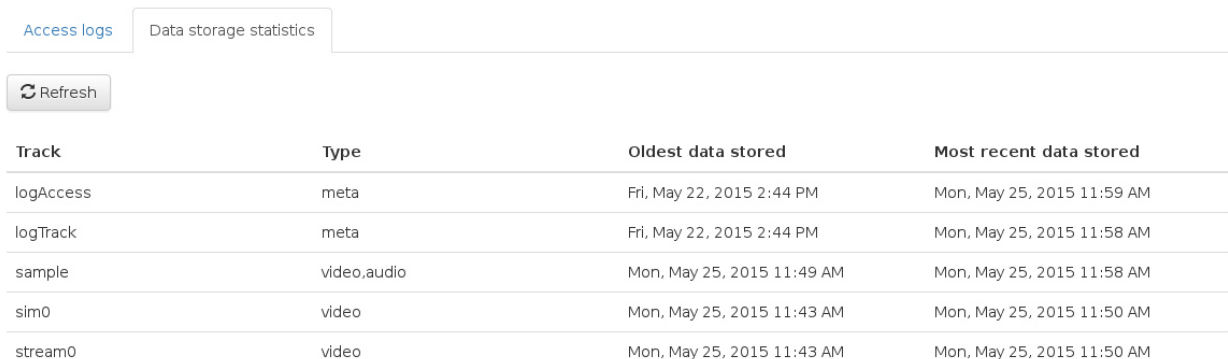 Access logs Data storage statistics
Refresh
Track Type Oldest data stored Most recent data stored
logAccess meta Fri, May 22, 2015 2:44 PM Mon, May 25, 2015 11:59 AM
logTrack meta Fri, May 22, 2015 2:44 PM Mon, May 25, 2015 11:58 AM
sample video,audio Mon, May 25, 2015 11:49 AM Mon, May 25, 2015 11:58 AM
sim0 video Mon, May 25, 2015 11:43 AM Mon, May 25, 2015 11:50 AM
stream0 video Mon, May 25, 2015 11:43 AM Mon, May 25, 2015 11:50 AM